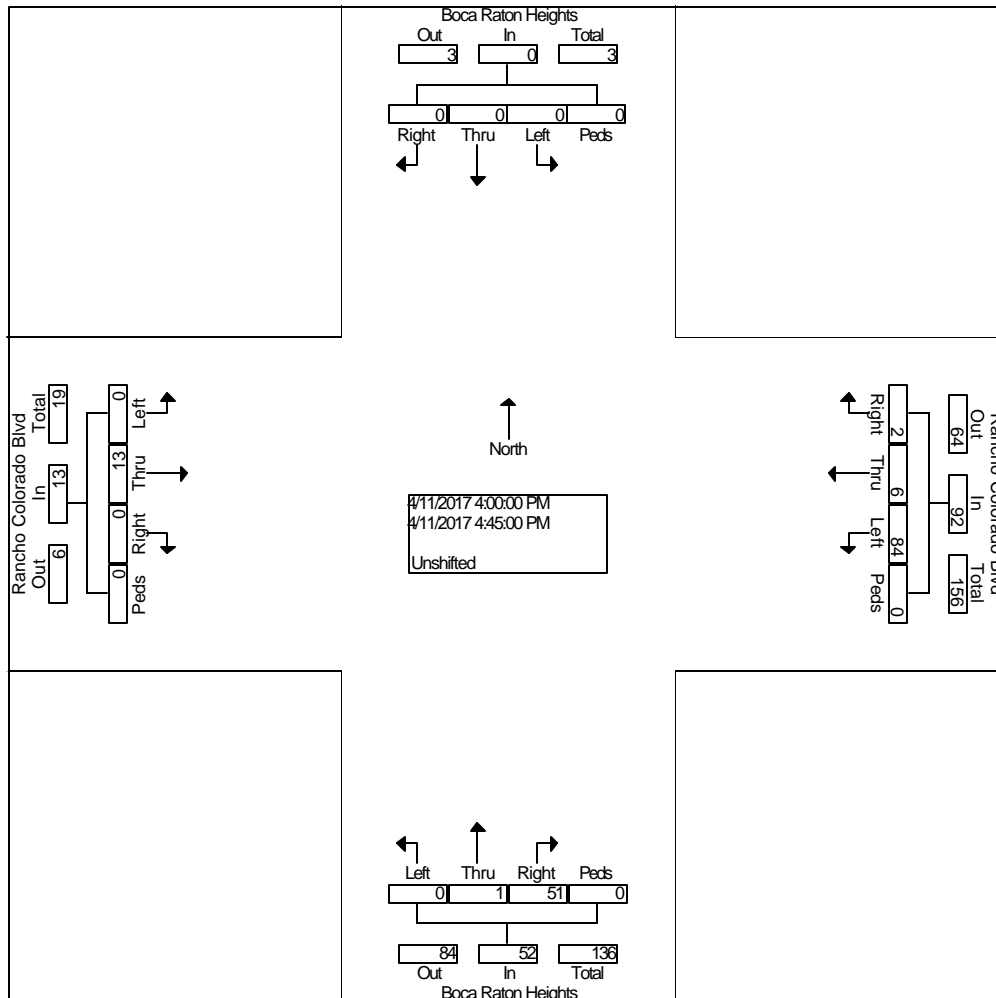 Boca Raton Heights
Out In Total
3 0 3
0 0 0 0
Right Thru Left Peds
Rancho Colorado Blvd
Total In Out
19 13 6
0 13 0 0
Left Thru Right Peds
North
4/11/2017 4:00:00 PM
4/11/2017 4:45:00 PM
Unshifted
Right Thru Left Peds
2 6 84 0
64 92 156
Out In Total
Rancho Colorado Blvd
Left Thru Right Peds
0 1 51 0
84 52 136
Out In Total
Boca Raton Heights